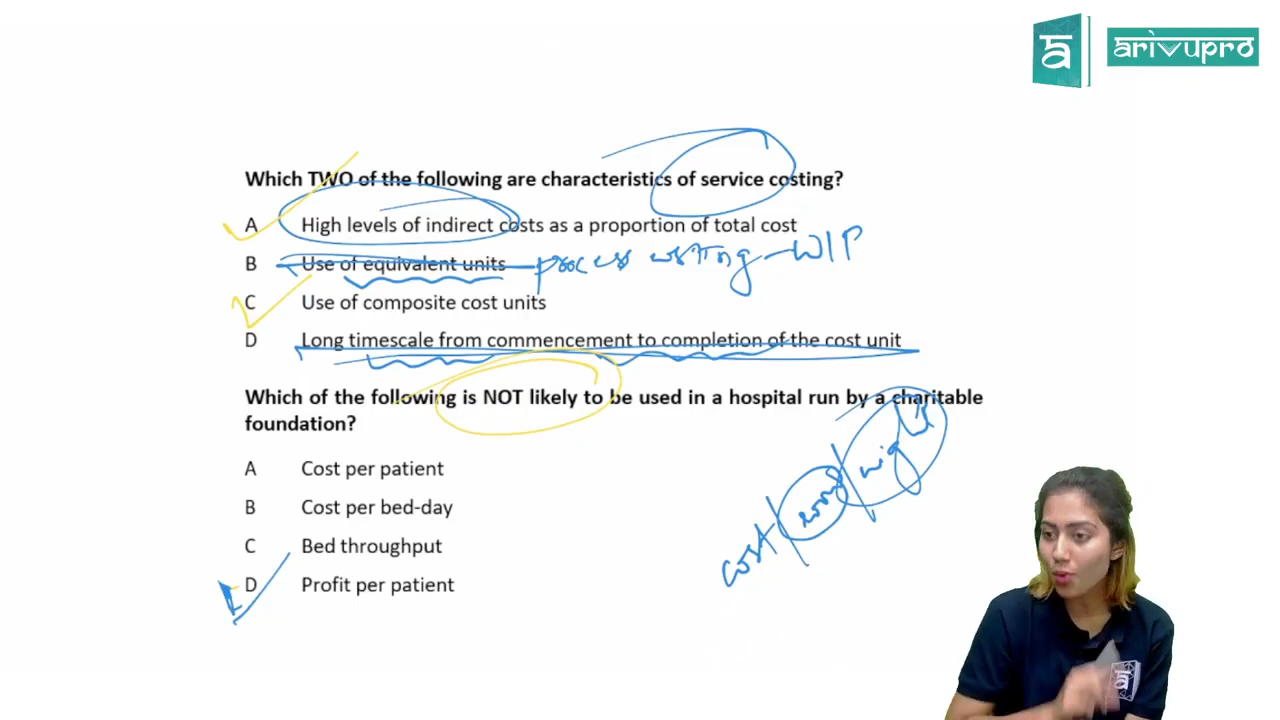 arivupro
Which TWO of the following are characteristics of service costing?
A High levels of indirect costs as a proportion of total cost
B Use of equivalent units process costing - WIP
C Use of composite cost units
D Long timescale from commencement to completion of the cost unit
Which of the following is NOT likely to be used in a hospital run by a charitable
foundation?
A Cost per patient
B Cost per bed-day
C Bed throughput
D Profit per patient
cost/room/night